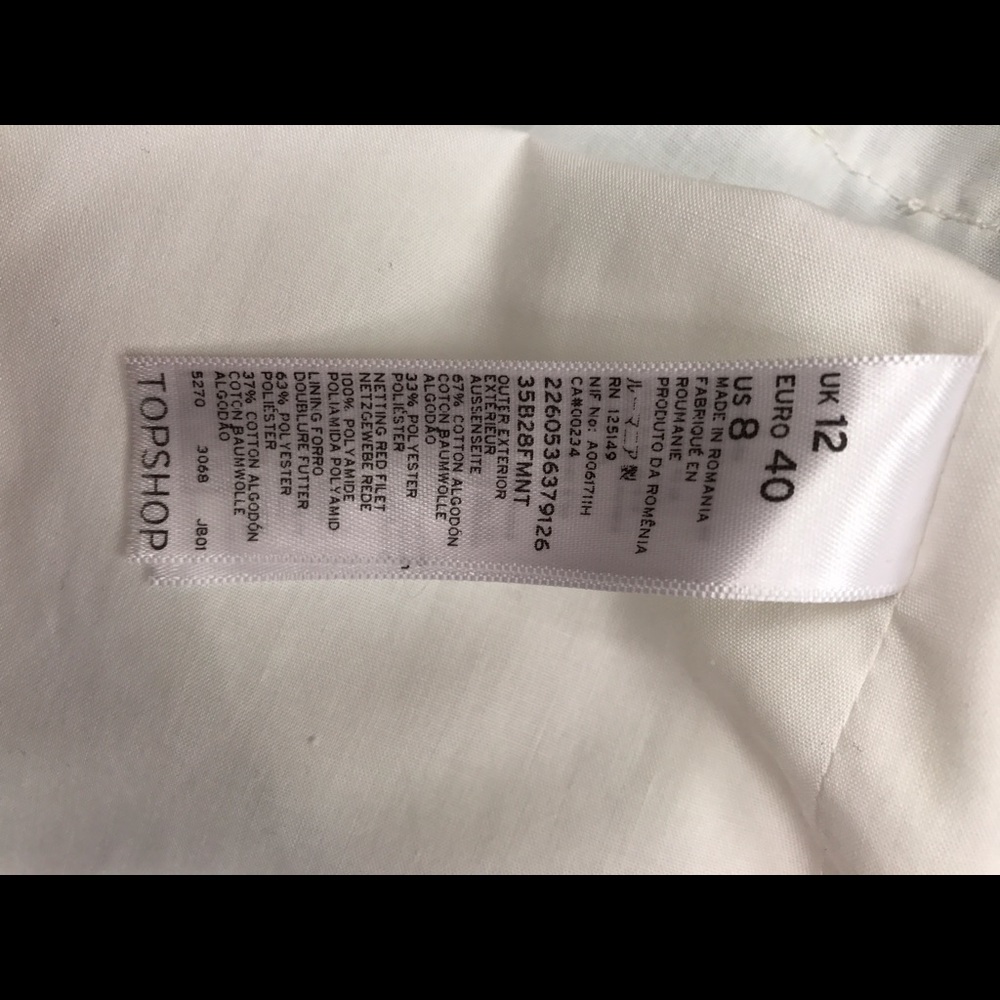 UK 12
EURO 40
US 8
MADE IN ROMANIA
FABRIQUÉ EN
ROUMANIE
PRODUTO DA ROMÊNIA
ルーマニア製
RN 125149
NIF No: A0061711H
CA#00234
2260536379126
35B28FMNT
OUTER EXTERIOR
EXTÉRIEUR
AUSSENSEITE
67% COTTON ALGODÓN
COTON BAUMWOLLE
ALGODÃO
33% POLYESTER
POLIÉSTER
NETTING RED FILET
NETZGEWEBE REDE
100% POLYAMIDE
POLIAMIDA POLYAMID
LINING FORRO
DOUBLURE FUTTER
63% POLYESTER
POLIÉSTER
37% COTTON ALGODÓN
COTON BAUMWOLLE
ALGODÃO
5270 3068 JB01
TOPSHOP